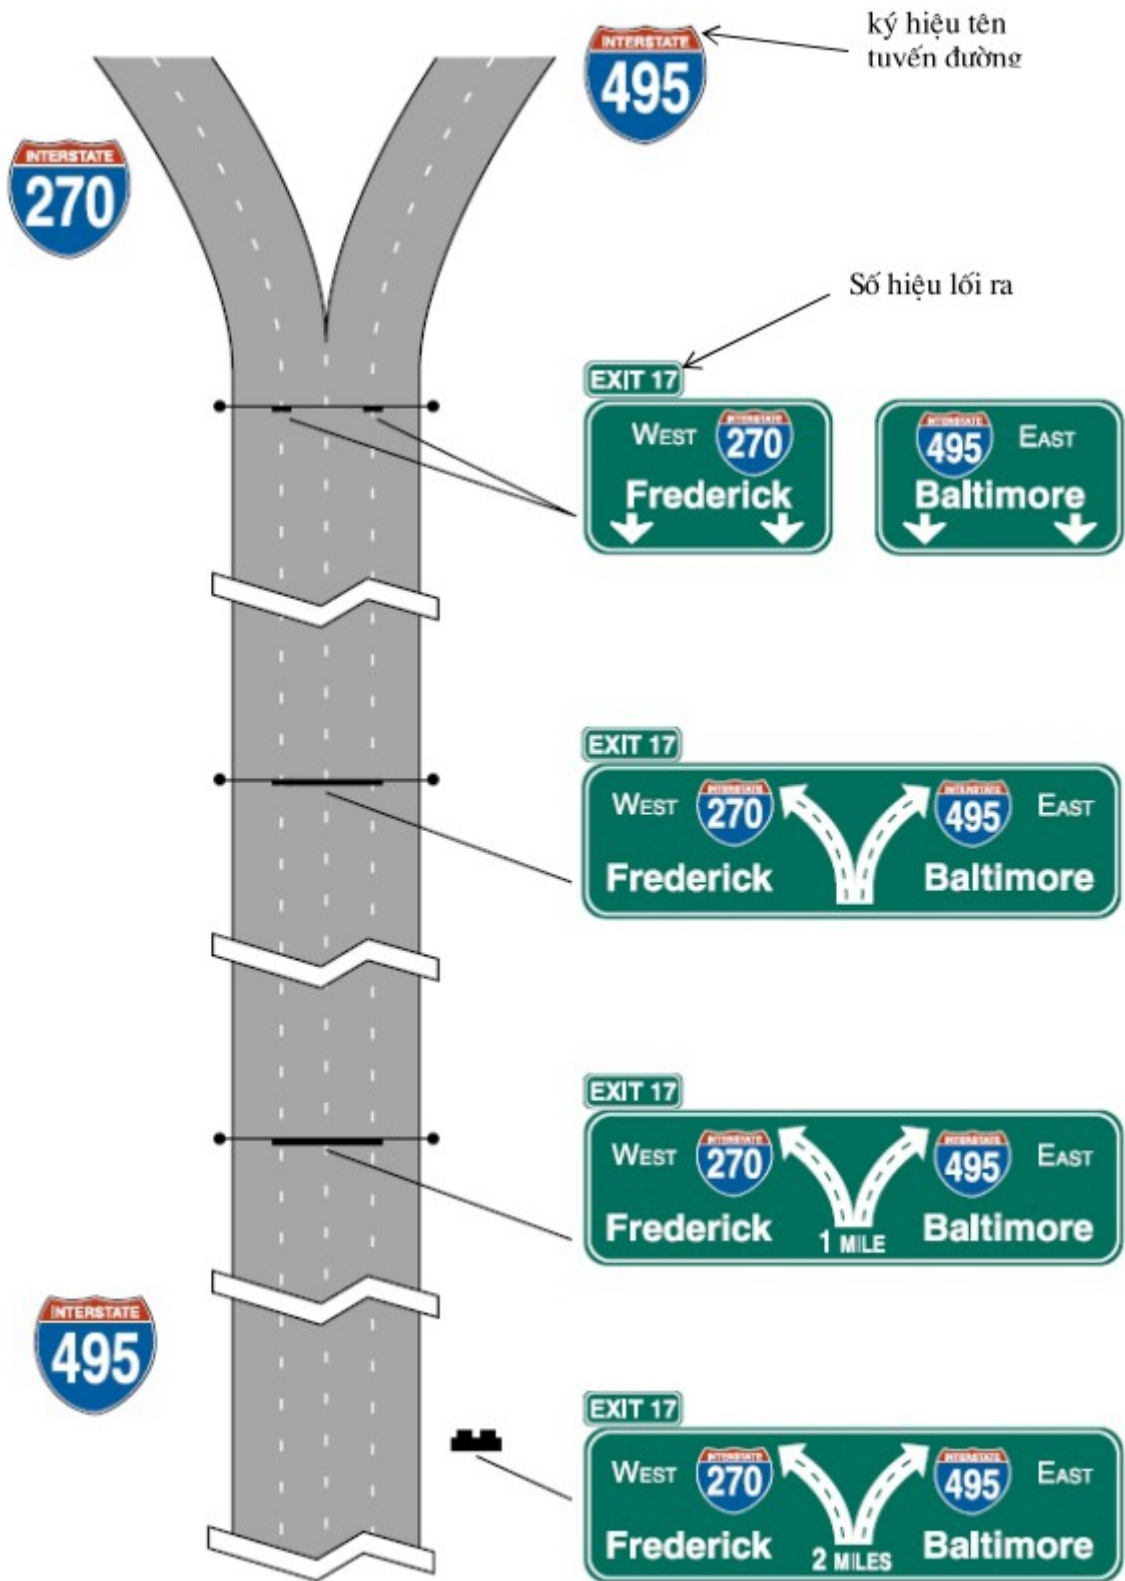 ký hiệu tên
tuyến đường
INTERSTATE
495
INTERSTATE
270
Số hiệu lối ra
EXIT 17
WEST INTERSTATE 270
Frederick
INTERSTATE 495 EAST
Baltimore
EXIT 17
WEST INTERSTATE 270 INTERSTATE 495 EAST
Frederick Baltimore
EXIT 17
WEST INTERSTATE 270 INTERSTATE 495 EAST
Frederick 1 MILE Baltimore
INTERSTATE
495
EXIT 17
WEST INTERSTATE 270 INTERSTATE 495 EAST
Frederick 2 MILES Baltimore